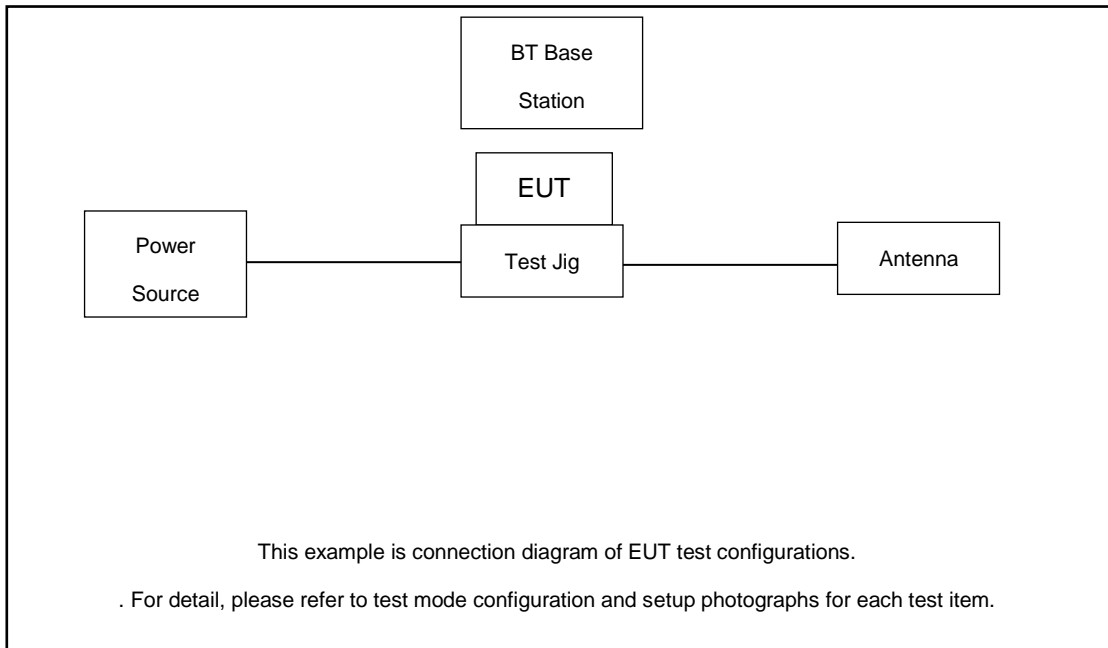 BT Base
Station
EUT
Power
Source
Test Jig
Antenna
This example is connection diagram of EUT test configurations.
. For detail, please refer to test mode configuration and setup photographs for each test item.